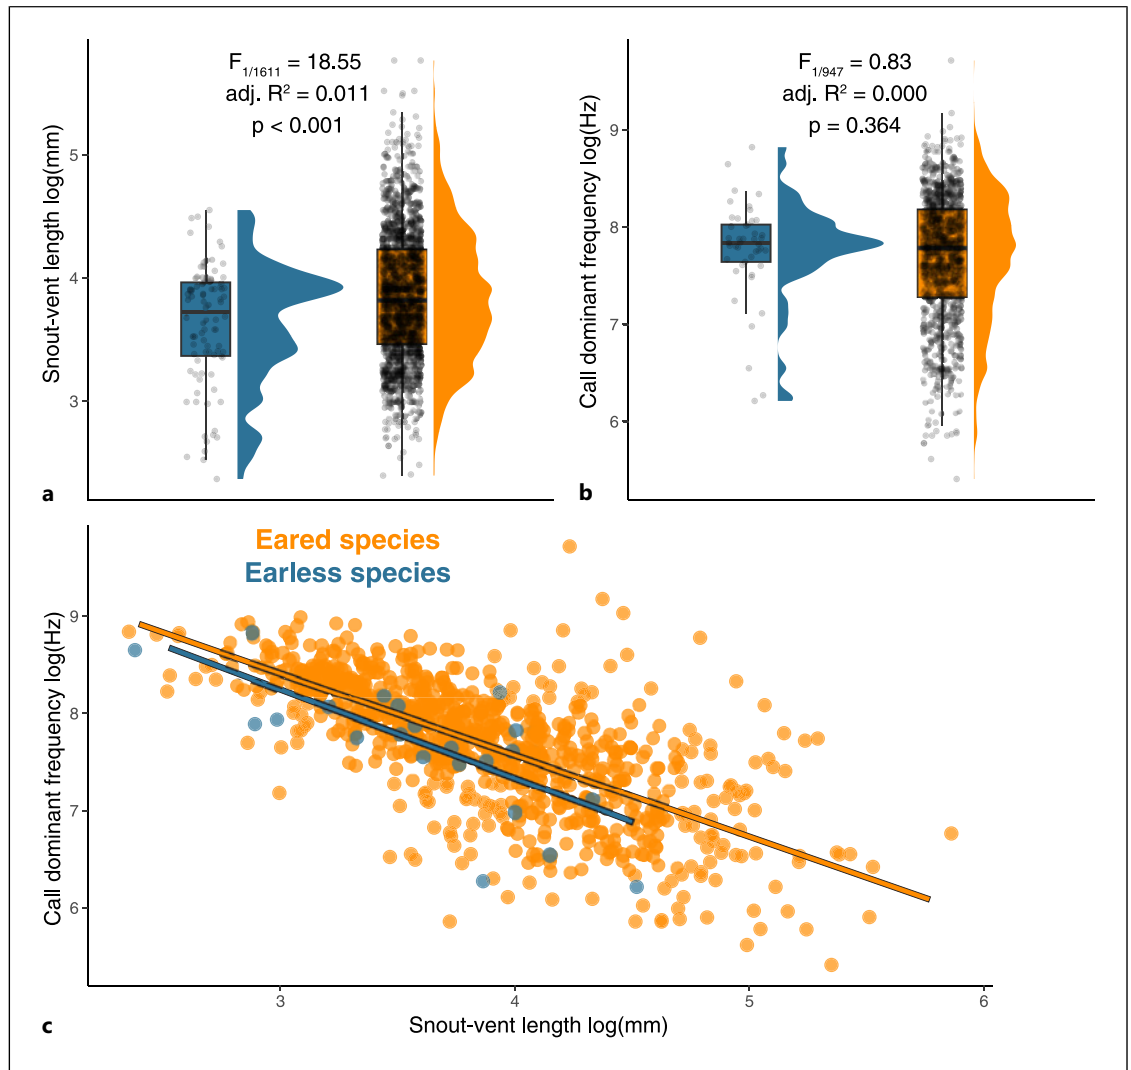 F1/1611 = 18.55
adj. R² = 0.011
p < 0.001
Snout-vent length log(mm)
5
4
3
a
F1/947 = 0.83
adj. R² = 0.000
p = 0.364
Call dominant frequency log(Hz)
9
8
7
6
b
Eared species
Earless species
Call dominant frequency log(Hz)
9
8
7
6
3 4 5 6
c
Snout-vent length log(mm)